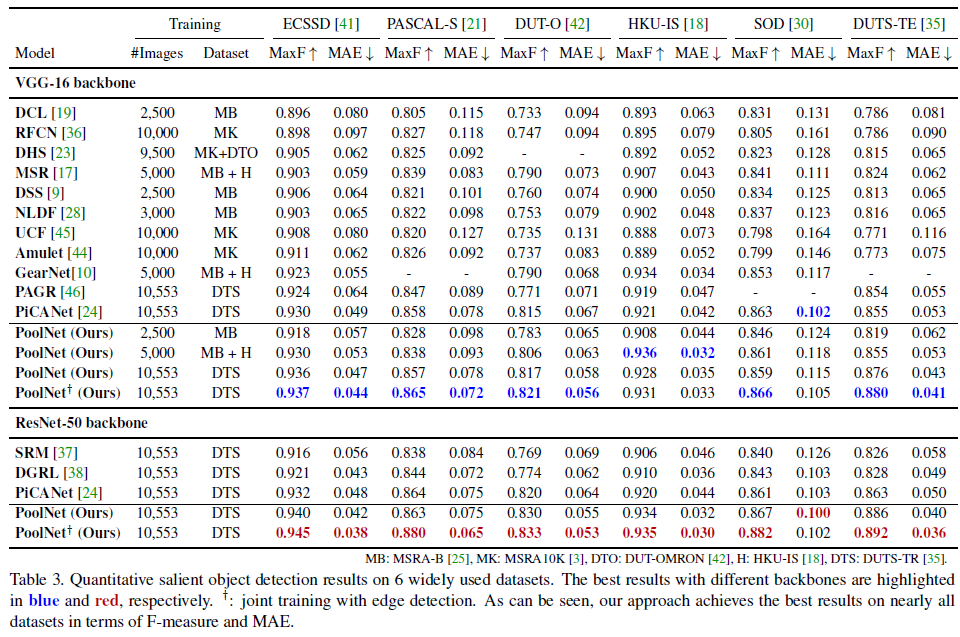 Training ECSSD [41] PASCAL-S [21] DUT-O [42] HKU-IS [18] SOD [30] DUTS-TE [35]
Model #Images Dataset MaxF ↑ MAE ↓ MaxF ↑ MAE ↓ MaxF ↑ MAE ↓ MaxF ↑ MAE ↓ MaxF ↑ MAE ↓ MaxF ↑ MAE ↓
VGG-16 backbone
DCL [19] 2,500 MB 0.896 0.080 0.805 0.115 0.733 0.094 0.893 0.063 0.831 0.131 0.786 0.081
RFCN [36] 10,000 MK 0.898 0.097 0.827 0.118 0.747 0.094 0.895 0.079 0.805 0.161 0.786 0.090
DHS [23] 9,500 MK+DTO 0.905 0.062 0.825 0.092 - - 0.892 0.052 0.823 0.128 0.815 0.065
MSR [17] 5,000 MB + H 0.903 0.059 0.839 0.083 0.790 0.073 0.907 0.043 0.841 0.111 0.824 0.062
DSS [9] 2,500 MB 0.906 0.064 0.821 0.101 0.760 0.074 0.900 0.050 0.834 0.125 0.813 0.065
NLDF [28] 3,000 MB 0.903 0.065 0.822 0.098 0.753 0.079 0.902 0.048 0.837 0.123 0.816 0.065
UCF [45] 10,000 MK 0.908 0.080 0.820 0.127 0.735 0.131 0.888 0.073 0.798 0.164 0.771 0.116
Amulet [44] 10,000 MK 0.911 0.062 0.826 0.092 0.737 0.083 0.889 0.052 0.799 0.146 0.773 0.075
GearNet[10] 5,000 MB + H 0.923 0.055 - - 0.790 0.068 0.934 0.034 0.853 0.117 - -
PAGR [46] 10,553 DTS 0.924 0.064 0.847 0.089 0.771 0.071 0.919 0.047 - - 0.854 0.055
PiCANet [24] 10,553 DTS 0.930 0.049 0.858 0.078 0.815 0.067 0.921 0.042 0.863 0.102 0.855 0.053
PoolNet (Ours) 2,500 MB 0.918 0.057 0.828 0.098 0.783 0.065 0.908 0.044 0.846 0.124 0.819 0.062
PoolNet (Ours) 5,000 MB + H 0.930 0.053 0.838 0.093 0.806 0.063 0.936 0.032 0.861 0.118 0.855 0.053
PoolNet (Ours) 10,553 DTS 0.936 0.047 0.857 0.078 0.817 0.058 0.928 0.035 0.859 0.115 0.876 0.043
PoolNet† (Ours) 10,553 DTS 0.937 0.044 0.865 0.072 0.821 0.056 0.931 0.033 0.866 0.105 0.880 0.041
ResNet-50 backbone
SRM [37] 10,553 DTS 0.916 0.056 0.838 0.084 0.769 0.069 0.906 0.046 0.840 0.126 0.826 0.058
DGRL [38] 10,553 DTS 0.921 0.043 0.844 0.072 0.774 0.062 0.910 0.036 0.843 0.103 0.828 0.049
PiCANet [24] 10,553 DTS 0.932 0.048 0.864 0.075 0.820 0.064 0.920 0.044 0.861 0.103 0.863 0.050
PoolNet (Ours) 10,553 DTS 0.940 0.042 0.863 0.075 0.830 0.055 0.934 0.032 0.867 0.100 0.886 0.040
PoolNet† (Ours) 10,553 DTS 0.945 0.038 0.880 0.065 0.833 0.053 0.935 0.030 0.882 0.102 0.892 0.036
MB: MSRA-B [25], MK: MSRA10K [3], DTO: DUT-OMRON [42], H: HKU-IS [18], DTS: DUTS-TR [35].
Table 3. Quantitative salient object detection results on 6 widely used datasets. The best results with different backbones are highlighted
in blue and red, respectively. †: joint training with edge detection. As can be seen, our approach achieves the best results on nearly all
datasets in terms of F-measure and MAE.